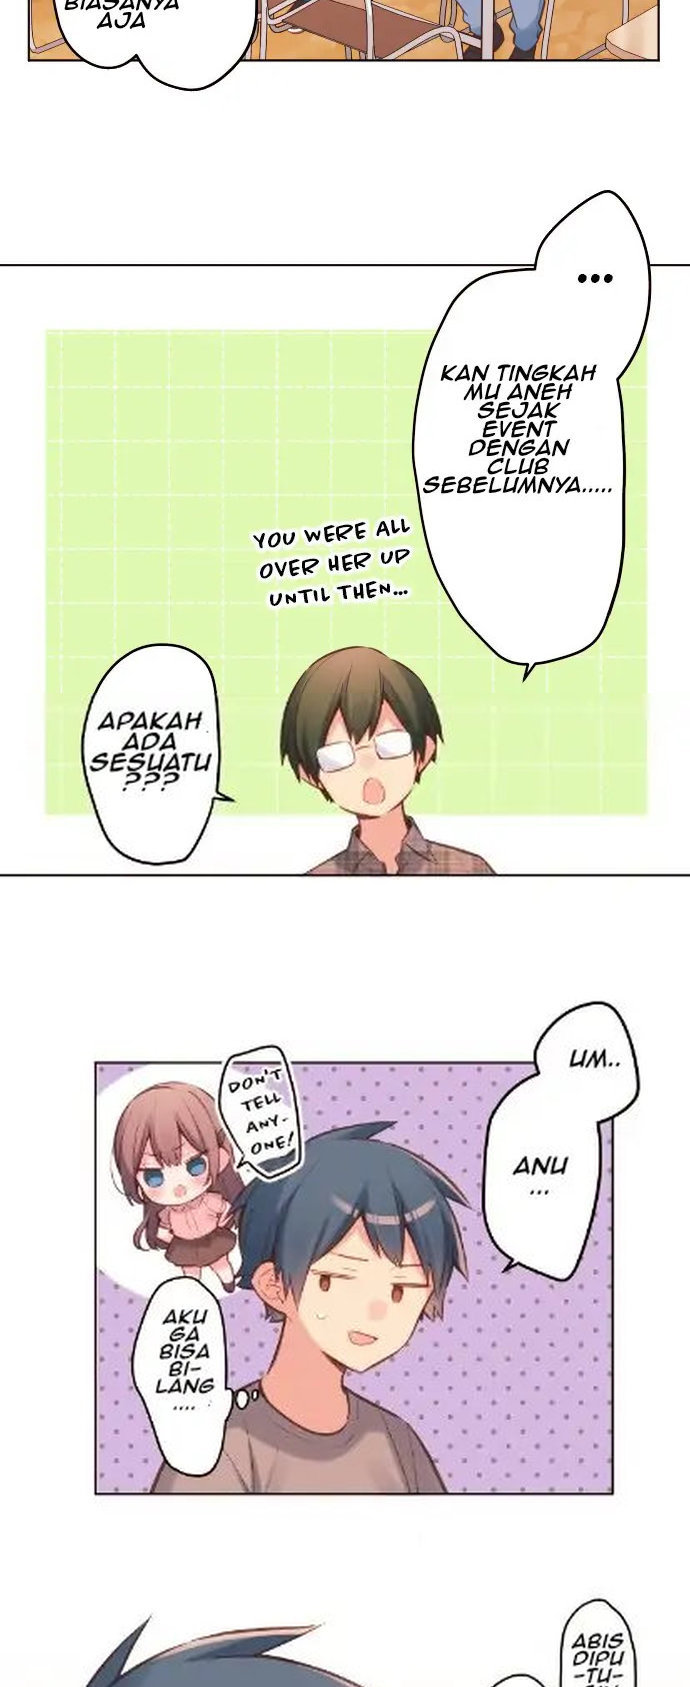 BIASANYA
AJA
...
KAN TINGKAH
MU ANEH
SEJAK
EVENT
DENGAN
CLUB
SEBELUMNYA.....
YOU WERE ALL
OVER HER UP
UNTIL THEN...
APAKAH
ADA
SESUATU
???
UM..
ANU
...
DON'T
TELL
ANY-
ONE!
AKU
GA
BISA
BI-
LANG
....
ABIS
DIPU
-TU-